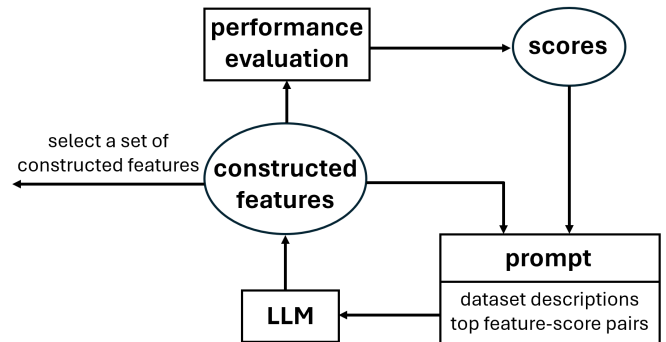 performance
evaluation
scores
select a set of
constructed features
constructed
features
prompt
dataset descriptions
top feature-score pairs
LLM